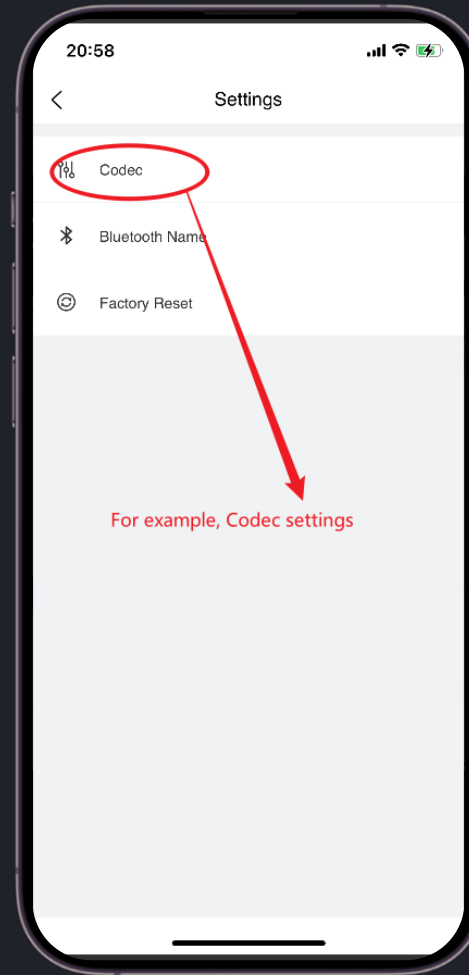 20:58
Settings
Codec
Bluetooth Name
Factory Reset
For example, Codec settings